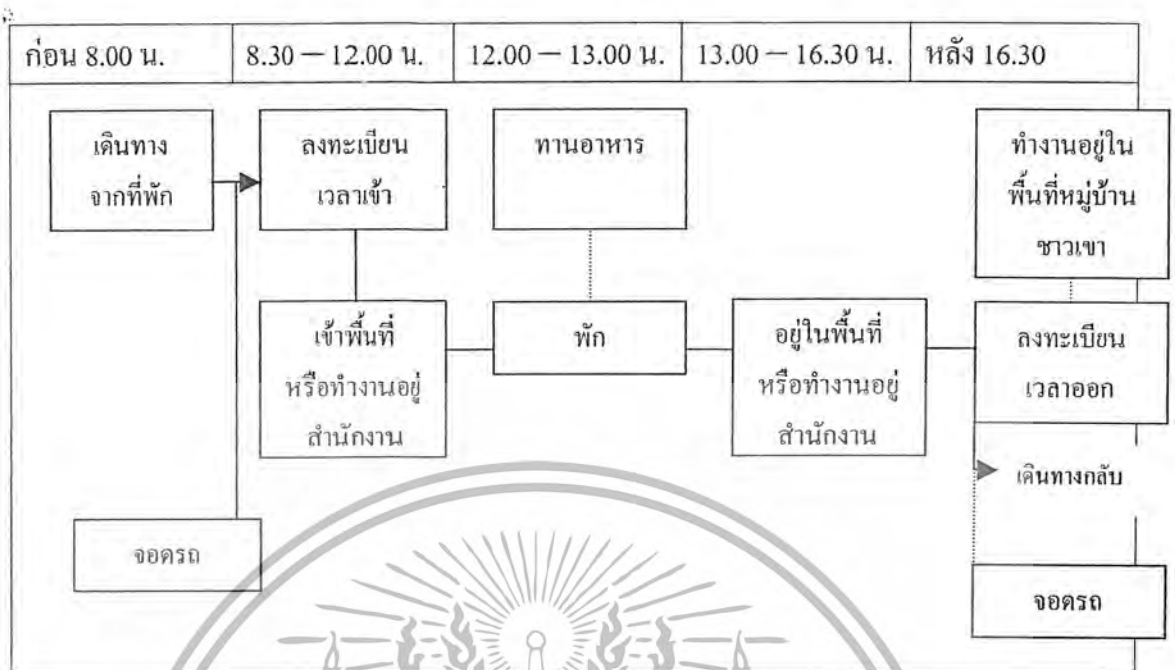 ก่อน 8.00 น. 8.30 – 12.00 น. 12.00 – 13.00 น. 13.00 – 16.30 น. หลัง 16.30
เดินทาง
จากที่พัก
ลงทะเบียน
เวลาเข้า
ทานอาหาร
ทำงานอยู่ใน
พื้นที่หมู่บ้าน
ชาวเขา
เข้าพื้นที่
หรือทำงานอยู่
สำนักงาน
พัก
อยู่ในพื้นที่
หรือทำงานอยู่
สำนักงาน
ลงทะเบียน
เวลาออก
เดินทางกลับ
จอดรถ
จอดรถ